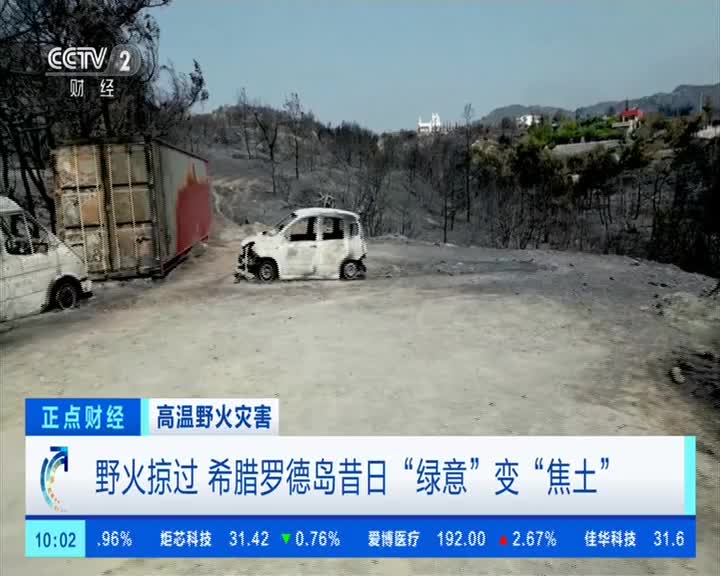 CCTV 2
财经
正点财经 高温野火灾害
野火掠过 希腊罗德岛昔日“绿意”变“焦土”
10:02 .96% 炬芯科技 31.42 ▼0.76% 爱博医疗 192.00 ▲2.67% 佳华科技 31.6